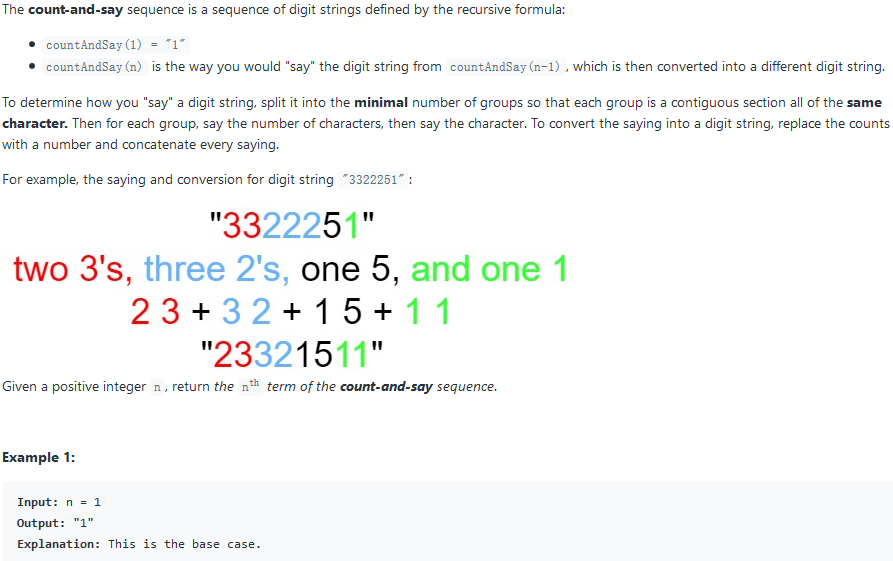 The count-and-say sequence is a sequence of digit strings defined by the recursive formula:
• countAndSay(1) = "1"
• countAndSay(n) is the way you would "say" the digit string from countAndSay(n-1) , which is then converted into a different digit string.
To determine how you "say" a digit string, split it into the minimal number of groups so that each group is a contiguous section all of the same
character. Then for each group, say the number of characters, then say the character. To convert the saying into a digit string, replace the counts
with a number and concatenate every saying.
For example, the saying and conversion for digit string "3322251" :
"3322251"
two 3's, three 2's, one 5, and one 1
2 3 + 3 2 + 1 5 + 1 1
"23321511"
Given a positive integer n , return the nth term of the count-and-say sequence.
Example 1:
Input: n = 1
Output: "1"
Explanation: This is the base case.